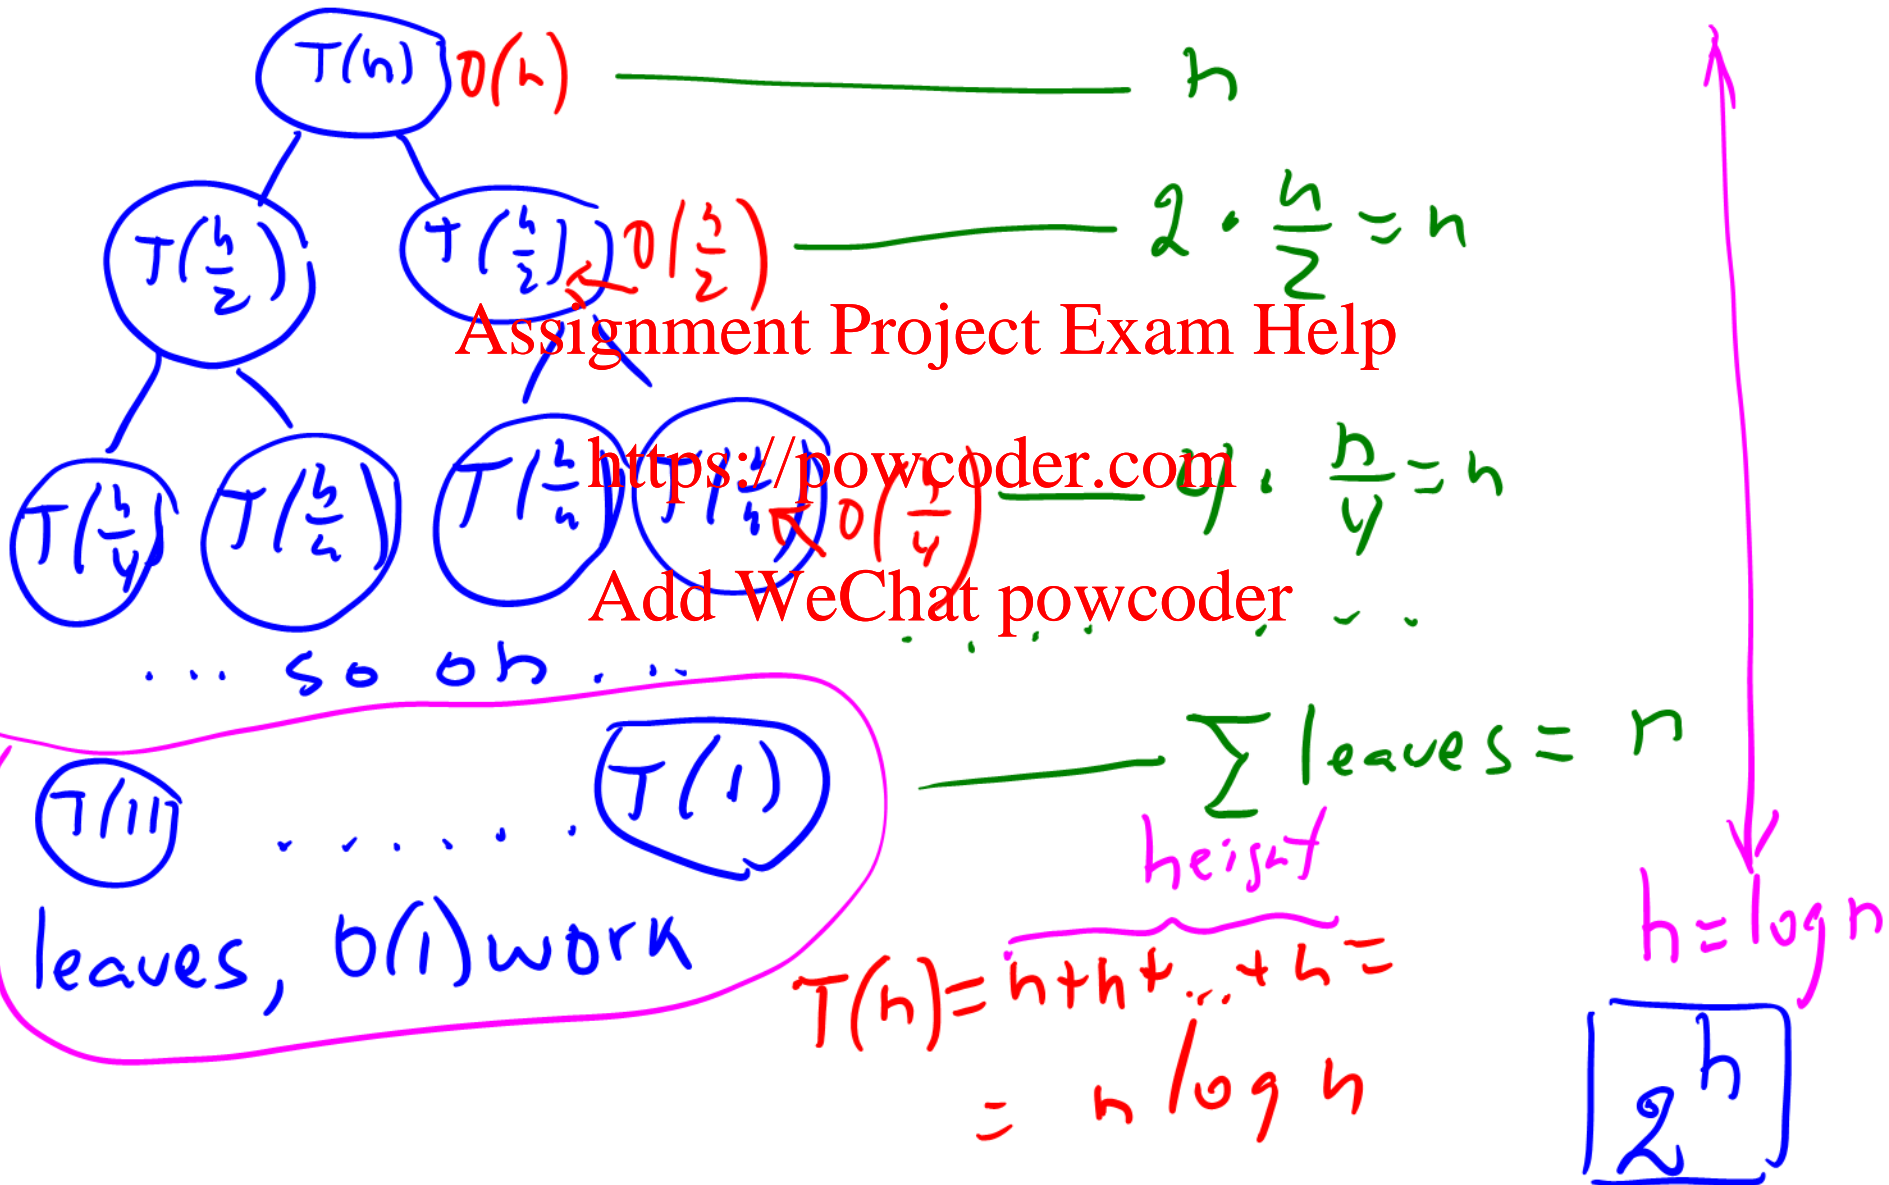 T(n) O(n) n
T(n/2) T(n/2) O(n/2) 2 · n/2 = n
Assignment Project Exam Help
T(n/4) T(n/4) T(n/4) T(n/4) O(n/4) 4 · n/4 = n
https://powcoder.com
Add WeChat powcoder
... so on ...
T(1) ...... T(1) ∑ leaves = n
height
leaves, O(1) work
h = log n
T(n) = n+n+...+n =
= n log n
2^h